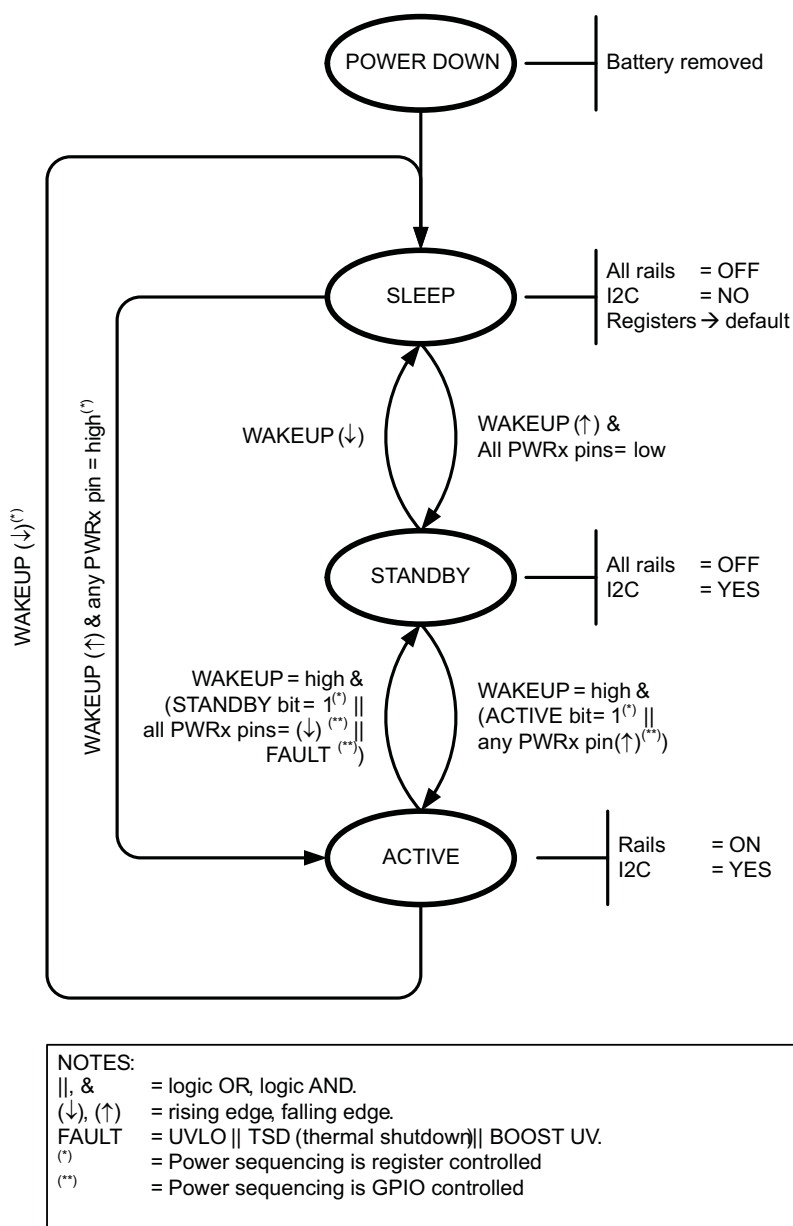 POWER DOWN
Battery removed
SLEEP
All rails = OFF
I2C = NO
Registers → default
WAKEUP (↓)
WAKEUP (↑) &
All PWRx pins= low
WAKEUP (↓)(*)
WAKEUP (↑) & any PWRx pin = high(*)
STANDBY
All rails = OFF
I2C = YES
WAKEUP = high &
(STANDBY bit= 1(*) ||
all PWRx pins= (↓) (**) ||
FAULT (**))
WAKEUP = high &
(ACTIVE bit= 1(*) ||
any PWRx pin(↑)(**))
ACTIVE
Rails = ON
I2C = YES
NOTES:
||, & = logic OR, logic AND.
(↓), (↑) = rising edge, falling edge.
FAULT = UVLO || TSD (thermal shutdown)|| BOOST UV.
(*) = Power sequencing is register controlled
(**) = Power sequencing is GPIO controlled